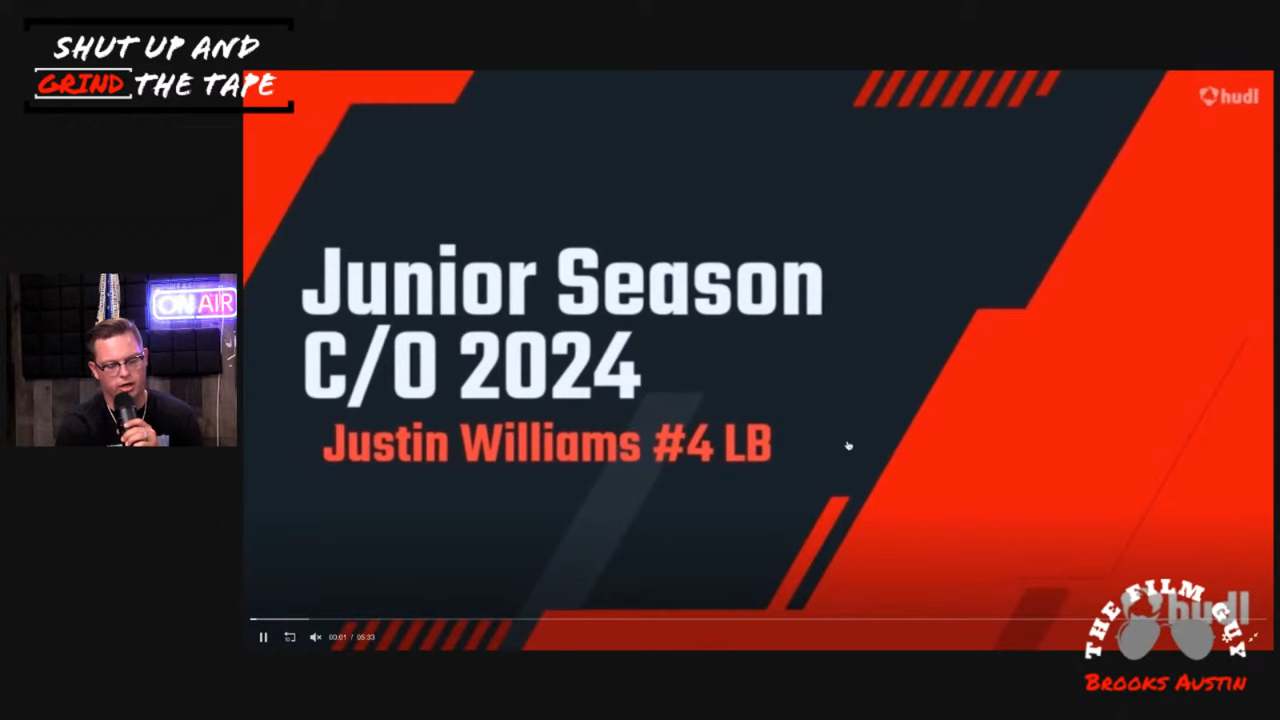 SHUT UP AND
GRIND THE TAPE
hudl
ON AIR
Junior Season
C/O 2024
Justin Williams #4 LB
00:01 / 05:33
THE FILM GUY
hudl
BROOKS AUSTIN